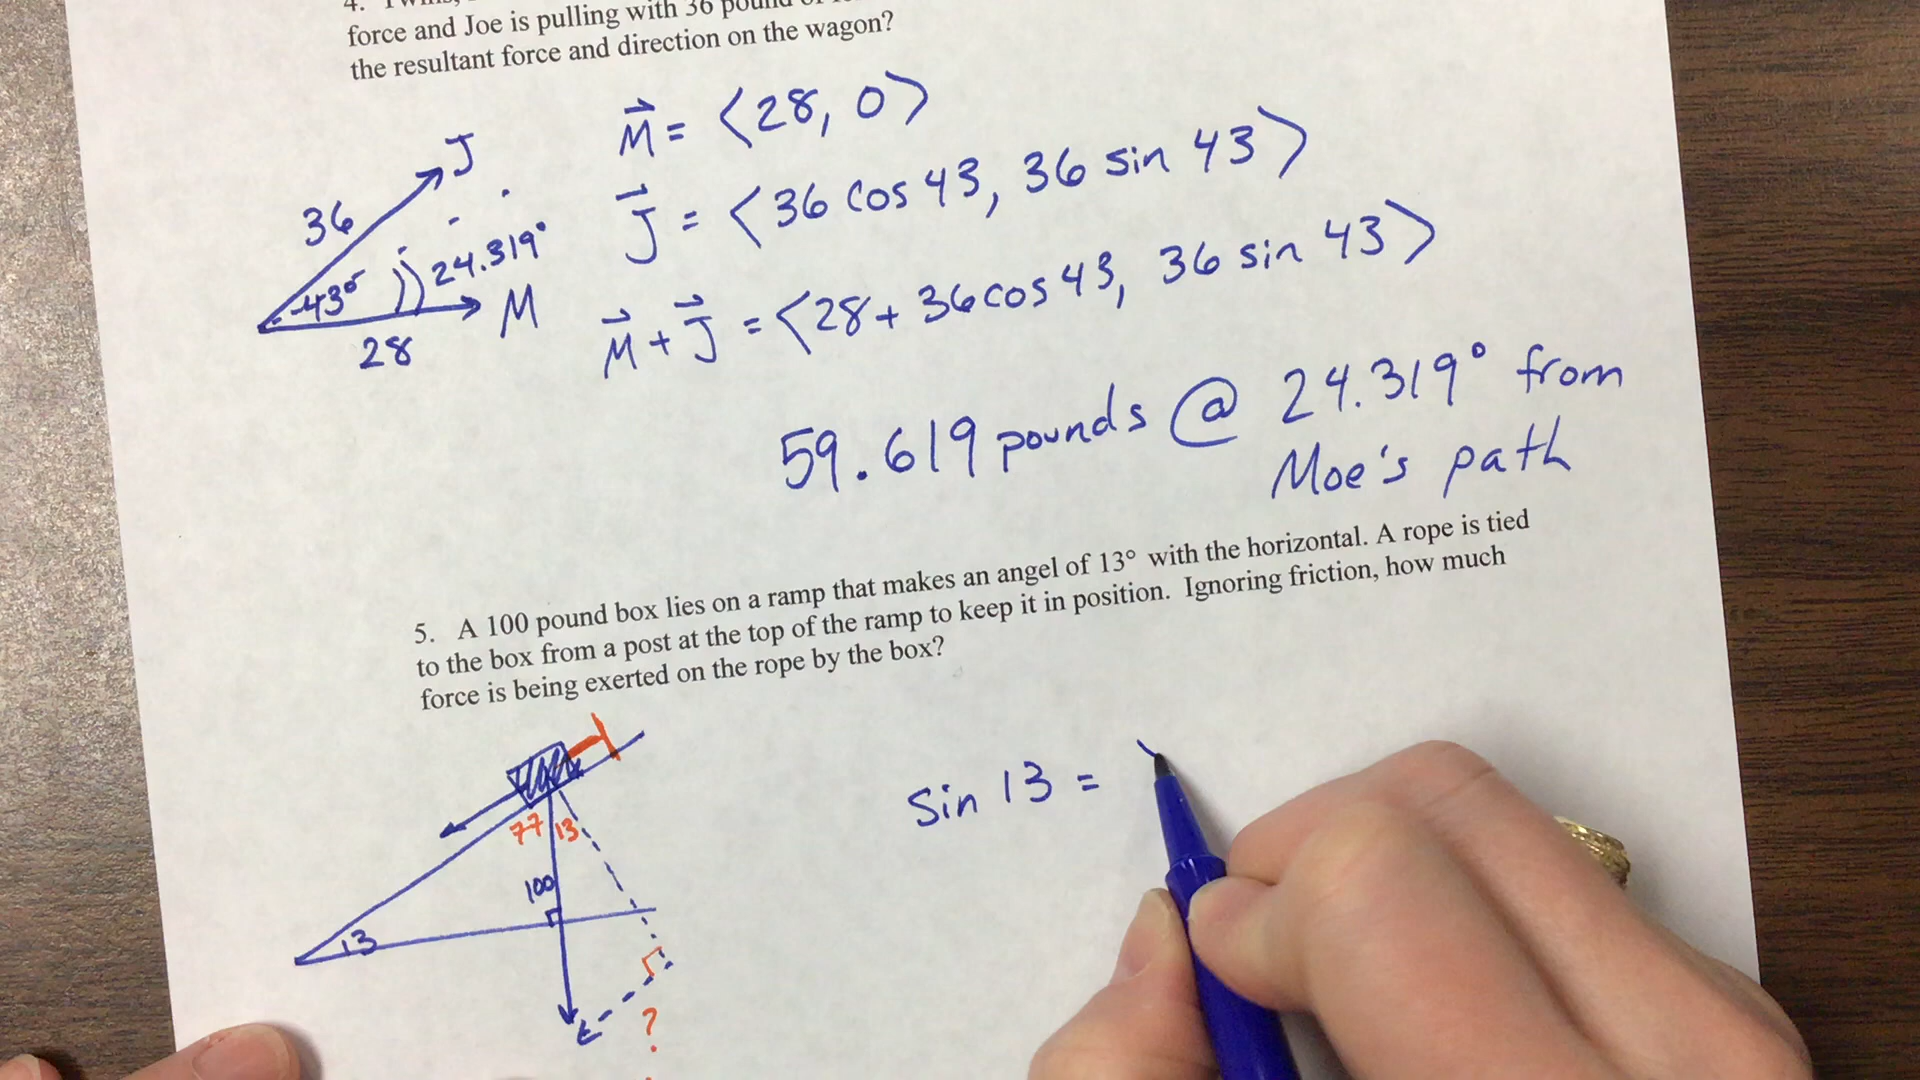 4. Twins,
force and Joe is pulling with 36 pound of
the resultant force and direction on the wagon?
M = ⟨28, 0⟩
J = ⟨36 cos 43, 36 sin 43⟩
M + J = ⟨28 + 36 cos 43, 36 sin 43⟩
59.619 pounds @ 24.319° from
Moe's path
J
36
43°
24.319°
M
28
5. A 100 pound box lies on a ramp that makes an angel of 13° with the horizontal. A rope is tied
to the box from a post at the top of the ramp to keep it in position. Ignoring friction, how much
force is being exerted on the rope by the box?
sin 13 =
77 13
100
13
?